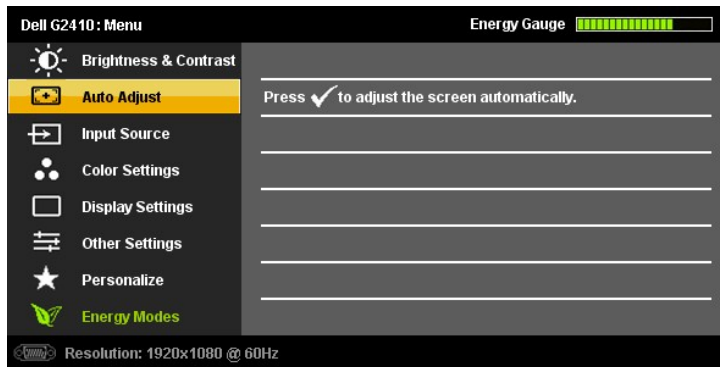 Dell G2410: Menu Energy Gauge
Brightness & Contrast
Auto Adjust Press ✓ to adjust the screen automatically.
Input Source
Color Settings
Display Settings
Other Settings
Personalize
Energy Modes
Resolution: 1920x1080 @ 60Hz